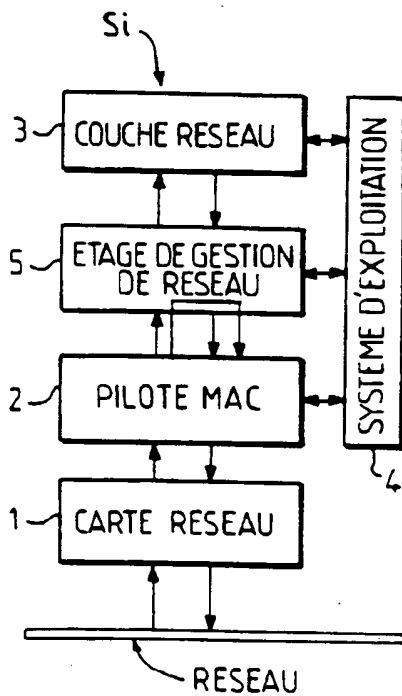 Si
3 COUCHE RESEAU
5 ETAGE DE GESTION
DE RESEAU
2 PILOTE MAC
1 CARTE RESEAU
SYSTÈME D'EXPLOITATION
4
RESEAU